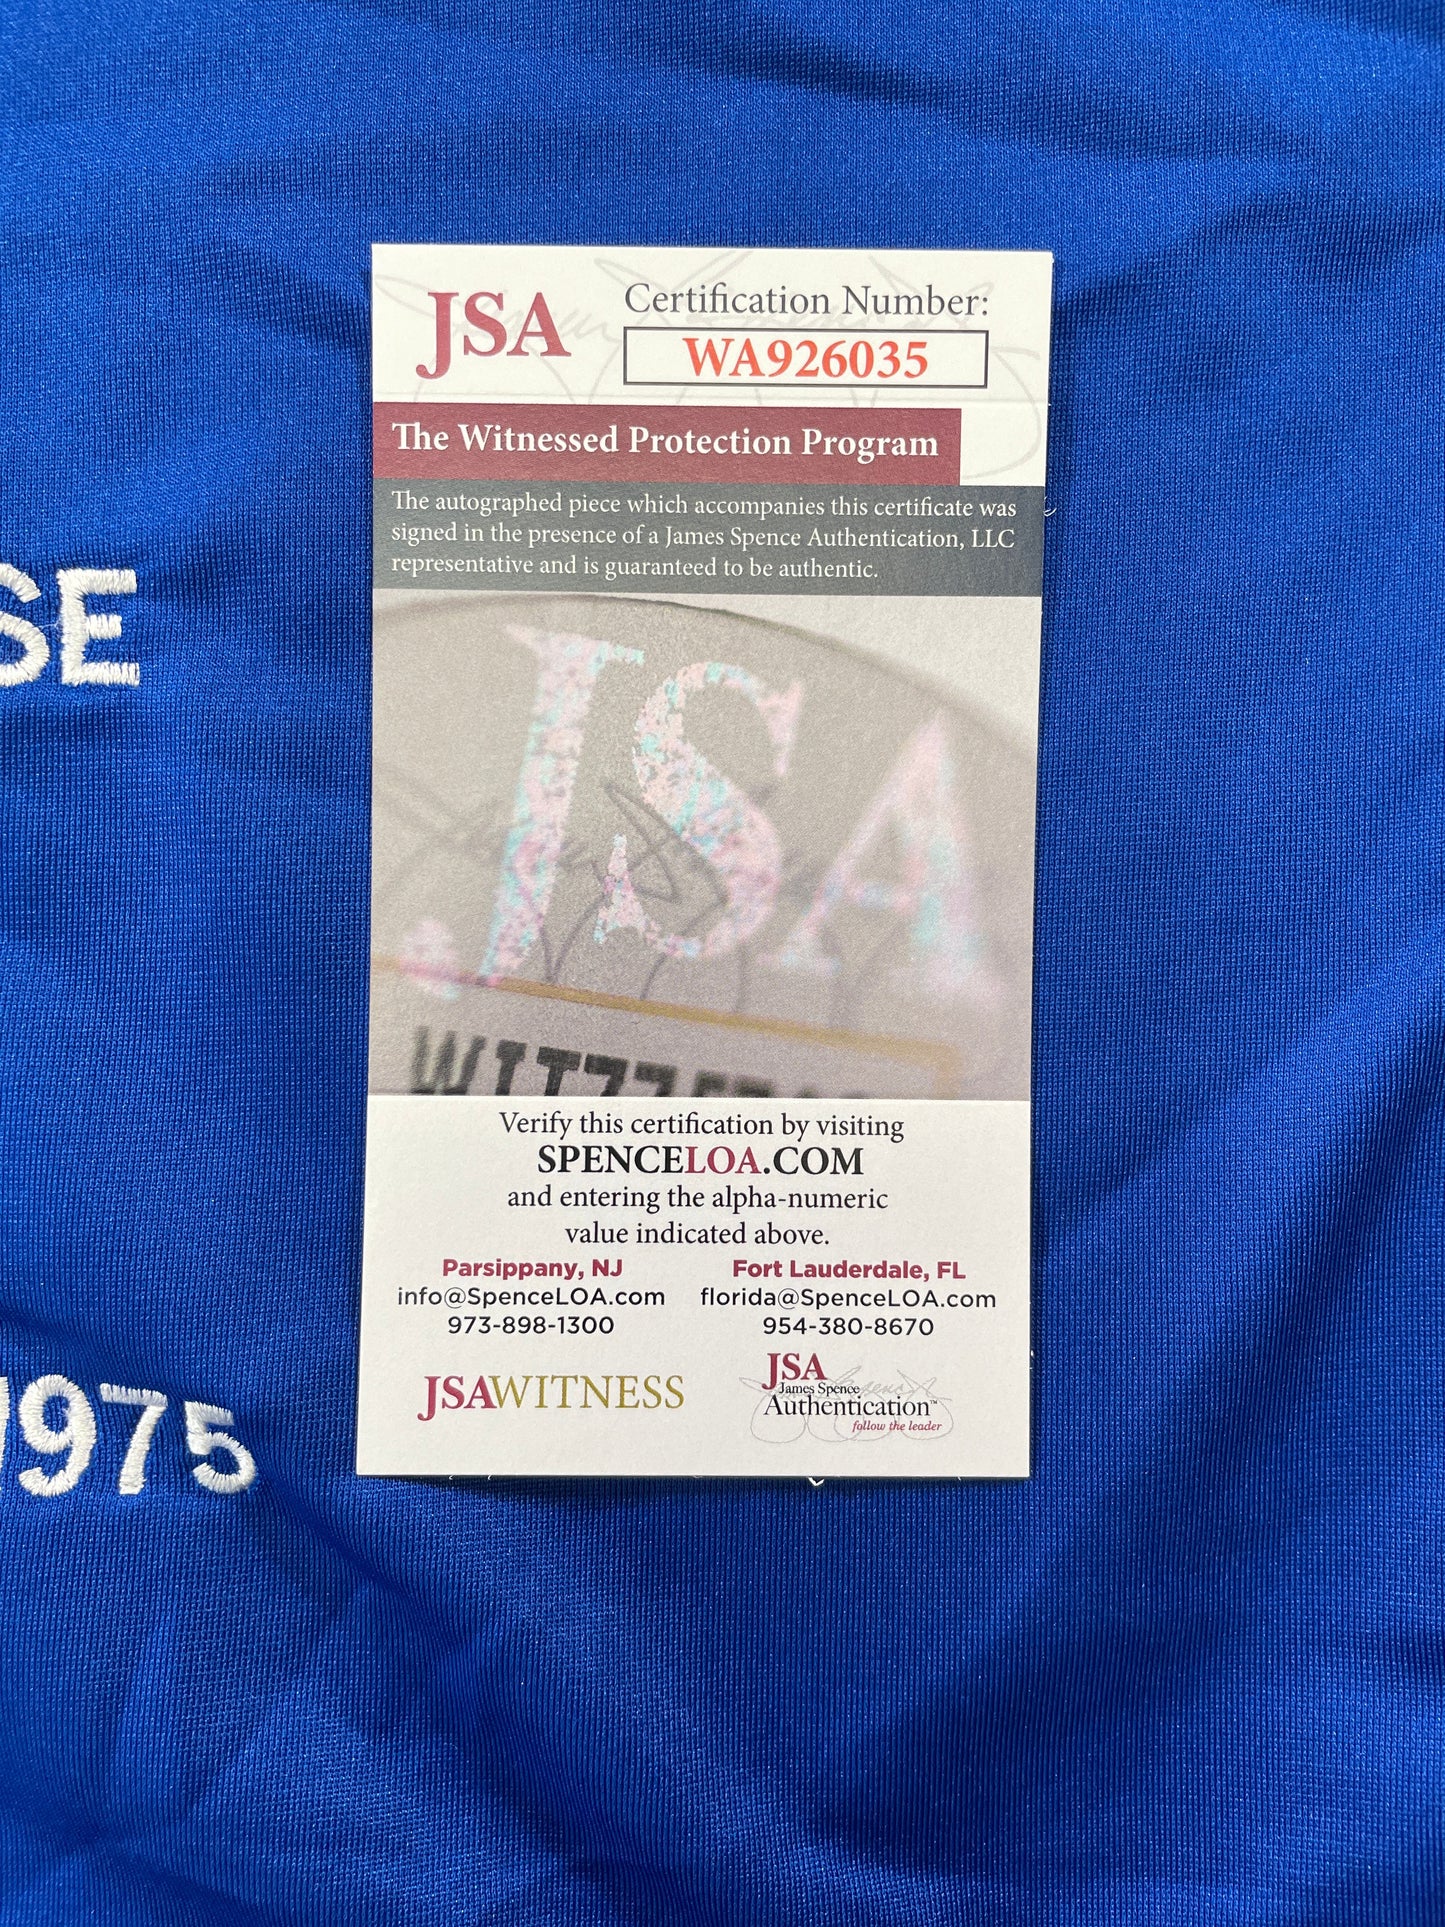 JSA
Certification Number:
WA926035
The Witnessed Protection Program
The autographed piece which accompanies this certificate was
signed in the presence of a James Spence Authentication, LLC
representative and is guaranteed to be authentic.
SE
JSA
Verify this certification by visiting
SPENCELOA.COM
and entering the alpha-numeric
value indicated above.
Parsippany, NJ
info@SpenceLOA.com
973-898-1300
Fort Lauderdale, FL
florida@SpenceLOA.com
954-380-8670
1975
JSAWITNESS
JSA
James Spence
Authentication™
follow the leader